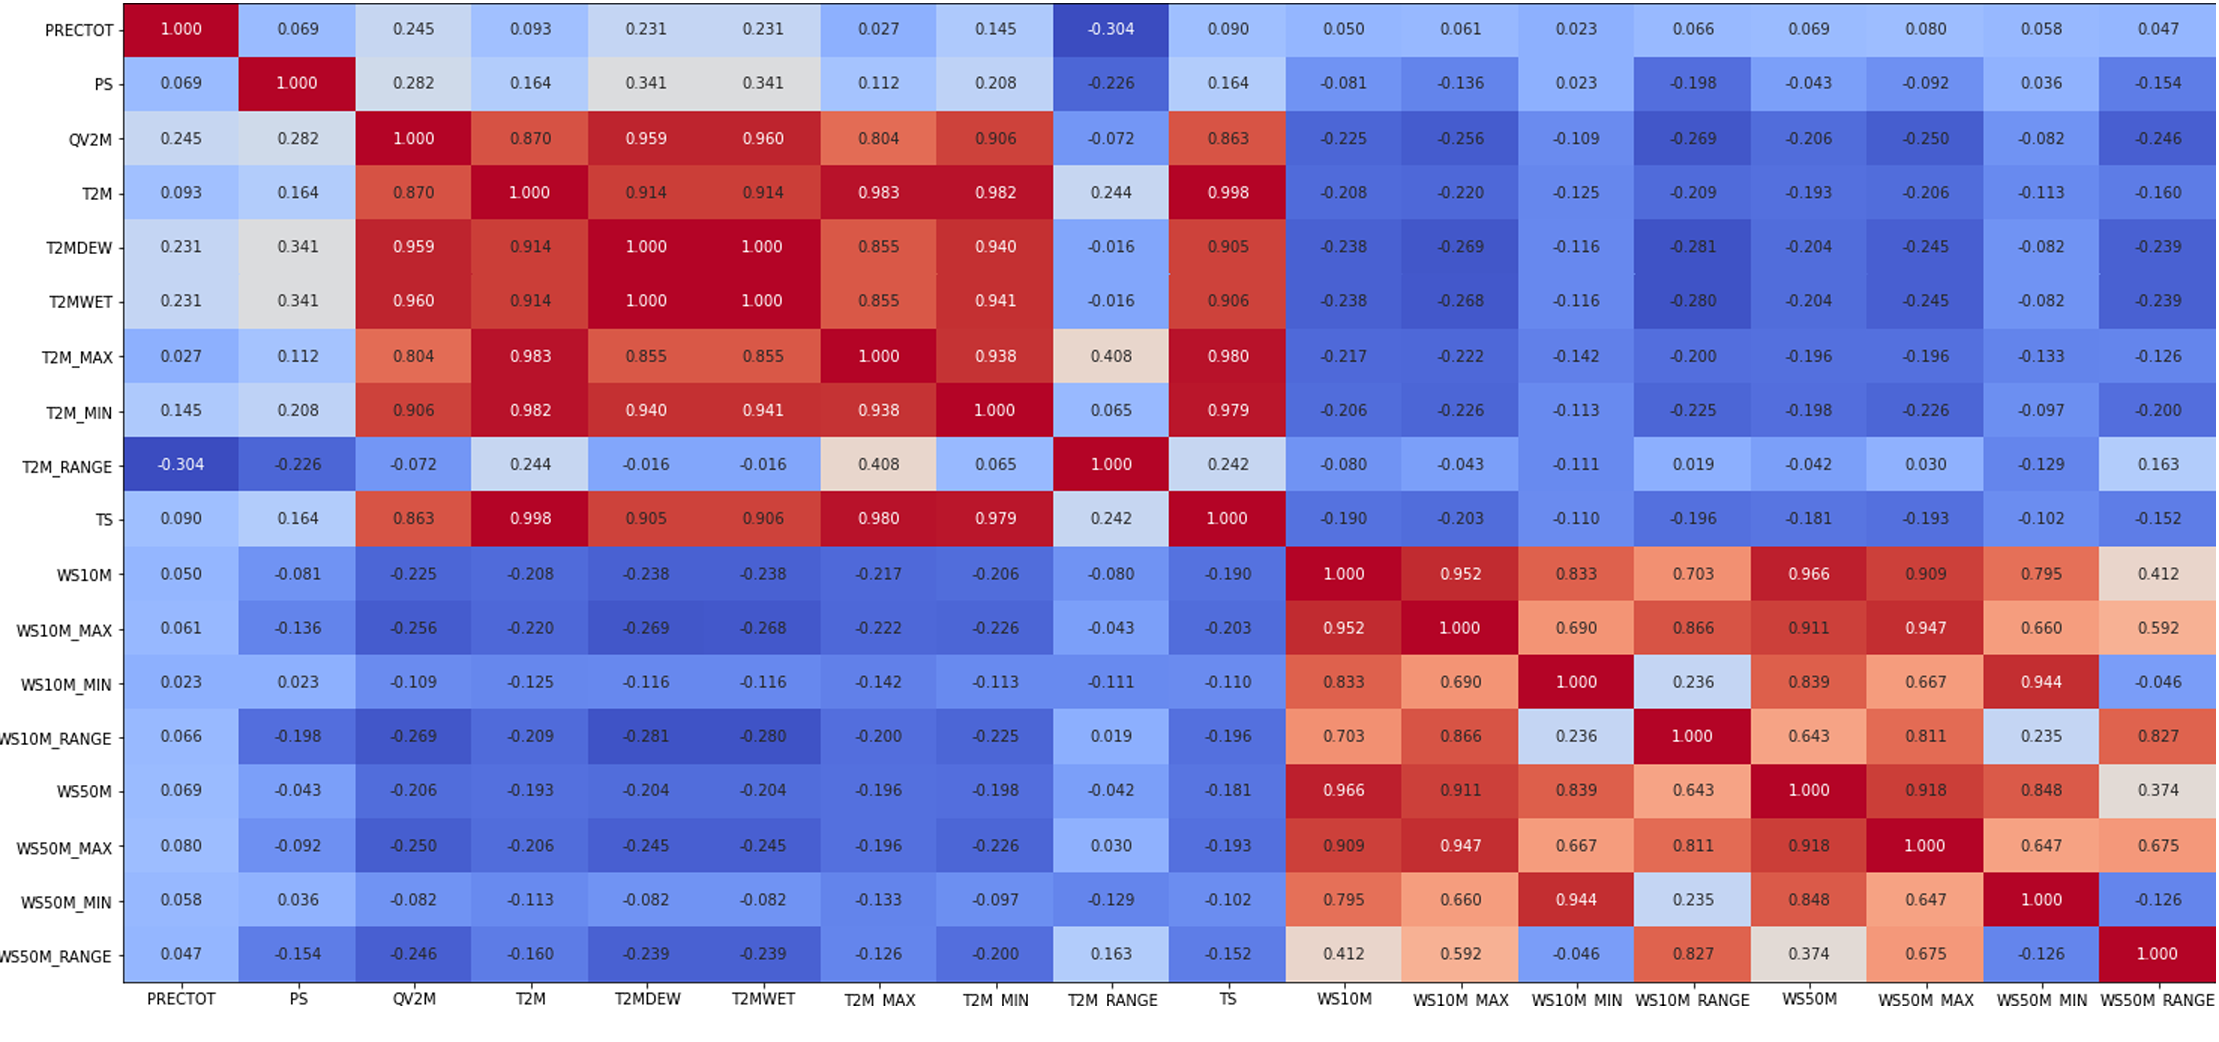 PRECTOT 1.000 0.069 0.245 0.093 0.231 0.231 0.027 0.145 -0.304 0.090 0.050 0.061 0.023 0.066 0.069 0.080 0.058 0.047
PS 0.069 1.000 0.282 0.164 0.341 0.341 0.112 0.208 -0.226 0.164 -0.081 -0.136 0.023 -0.198 -0.043 -0.092 0.036 -0.154
QV2M 0.245 0.282 1.000 0.870 0.959 0.960 0.804 0.906 -0.072 0.863 -0.225 -0.256 -0.109 -0.269 -0.206 -0.250 -0.082 -0.246
T2M 0.093 0.164 0.870 1.000 0.914 0.914 0.983 0.982 0.244 0.998 -0.208 -0.220 -0.125 -0.209 -0.193 -0.206 -0.113 -0.160
T2MDEW 0.231 0.341 0.959 0.914 1.000 1.000 0.855 0.940 -0.016 0.905 -0.238 -0.269 -0.116 -0.281 -0.204 -0.245 -0.082 -0.239
T2MWET 0.231 0.341 0.960 0.914 1.000 1.000 0.855 0.941 -0.016 0.906 -0.238 -0.268 -0.116 -0.280 -0.204 -0.245 -0.082 -0.239
T2M_MAX 0.027 0.112 0.804 0.983 0.855 0.855 1.000 0.938 0.408 0.980 -0.217 -0.222 -0.142 -0.200 -0.196 -0.196 -0.133 -0.126
T2M_MIN 0.145 0.208 0.906 0.982 0.940 0.941 0.938 1.000 0.065 0.979 -0.206 -0.226 -0.113 -0.225 -0.198 -0.226 -0.097 -0.200
T2M_RANGE -0.304 -0.226 -0.072 0.244 -0.016 -0.016 0.408 0.065 1.000 0.242 -0.080 -0.043 -0.111 0.019 -0.042 0.030 -0.129 0.163
TS 0.090 0.164 0.863 0.998 0.905 0.906 0.980 0.979 0.242 1.000 -0.190 -0.203 -0.110 -0.196 -0.181 -0.193 -0.102 -0.152
WS10M 0.050 -0.081 -0.225 -0.208 -0.238 -0.238 -0.217 -0.206 -0.080 -0.190 1.000 0.952 0.833 0.703 0.966 0.909 0.795 0.412
WS10M_MAX 0.061 -0.136 -0.256 -0.220 -0.269 -0.268 -0.222 -0.226 -0.043 -0.203 0.952 1.000 0.690 0.866 0.911 0.947 0.660 0.592
WS10M_MIN 0.023 0.023 -0.109 -0.125 -0.116 -0.116 -0.142 -0.113 -0.111 -0.110 0.833 0.690 1.000 0.236 0.839 0.667 0.944 -0.046
WS10M_RANGE 0.066 -0.198 -0.269 -0.209 -0.281 -0.280 -0.200 -0.225 0.019 -0.196 0.703 0.866 0.236 1.000 0.643 0.811 0.235 0.827
WS50M 0.069 -0.043 -0.206 -0.193 -0.204 -0.204 -0.196 -0.198 -0.042 -0.181 0.966 0.911 0.839 0.643 1.000 0.918 0.848 0.374
WS50M_MAX 0.080 -0.092 -0.250 -0.206 -0.245 -0.245 -0.196 -0.226 0.030 -0.193 0.909 0.947 0.667 0.811 0.918 1.000 0.647 0.675
WS50M_MIN 0.058 0.036 -0.082 -0.113 -0.082 -0.082 -0.133 -0.097 -0.129 -0.102 0.795 0.660 0.944 0.235 0.848 0.647 1.000 -0.126
WS50M_RANGE 0.047 -0.154 -0.246 -0.160 -0.239 -0.239 -0.126 -0.200 0.163 -0.152 0.412 0.592 -0.046 0.827 0.374 0.675 -0.126 1.000
PRECTOT PS QV2M T2M T2MDEW T2MWET T2M_MAX T2M_MIN T2M_RANGE TS WS10M WS10M_MAX WS10M_MIN WS10M_RANGE WS50M WS50M_MAX WS50M_MIN WS50M_RANGE